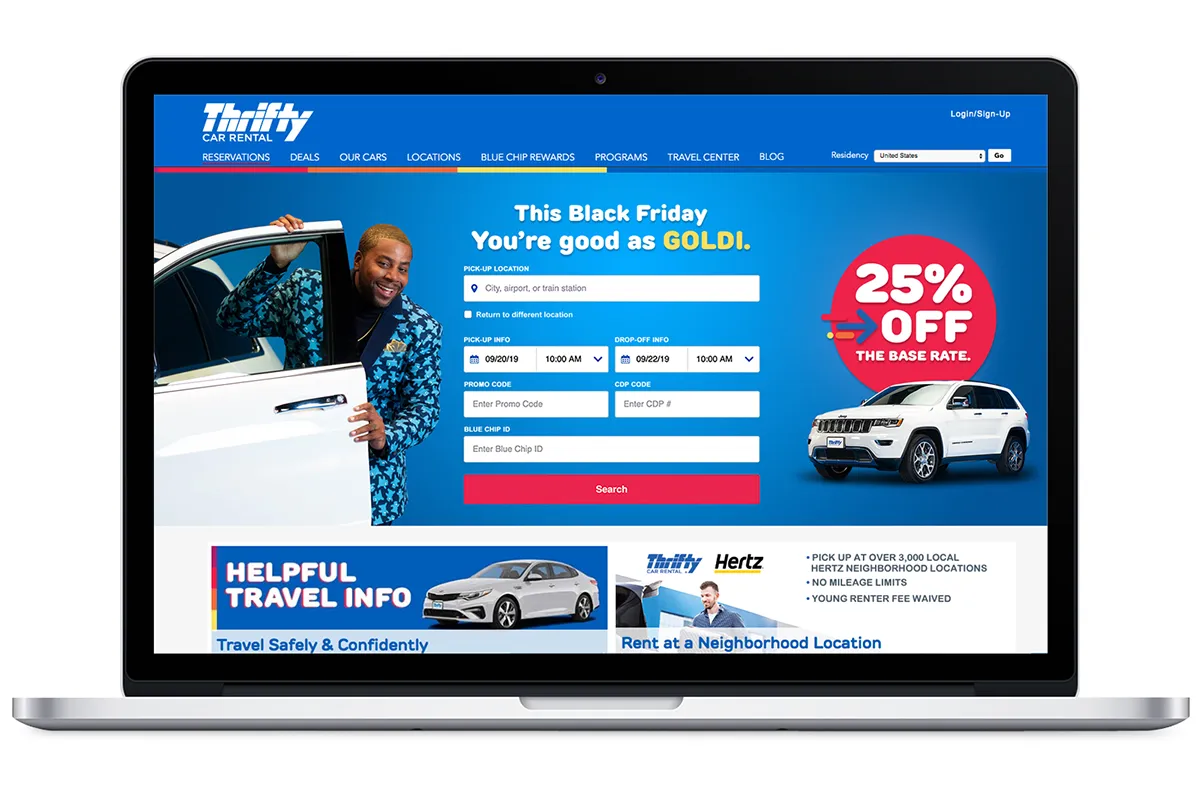 Thrifty
CAR RENTAL
Login/Sign-Up
RESERVATIONS DEALS OUR CARS LOCATIONS BLUE CHIP REWARDS PROGRAMS TRAVEL CENTER BLOG
Residency United States Go
This Black Friday
You're good as GOLDI.
PICK-UP LOCATION
City, airport, or train station
Return to different location
PICK-UP INFO DROP-OFF INFO
09/20/19 10:00 AM 09/22/19 10:00 AM
PROMO CODE CDP CODE
Enter Promo Code Enter CDP #
BLUE CHIP ID
Enter Blue Chip ID
Search
25%
OFF
THE BASE RATE.
Jeep
Thrifty
HELPFUL
TRAVEL INFO
Thrifty
Travel Safely & Confidently
Thrifty
CAR RENTAL
Hertz
• PICK UP AT OVER 3,000 LOCAL
HERTZ NEIGHBORHOOD LOCATIONS
• NO MILEAGE LIMITS
• YOUNG RENTER FEE WAIVED
Rent at a Neighborhood Location